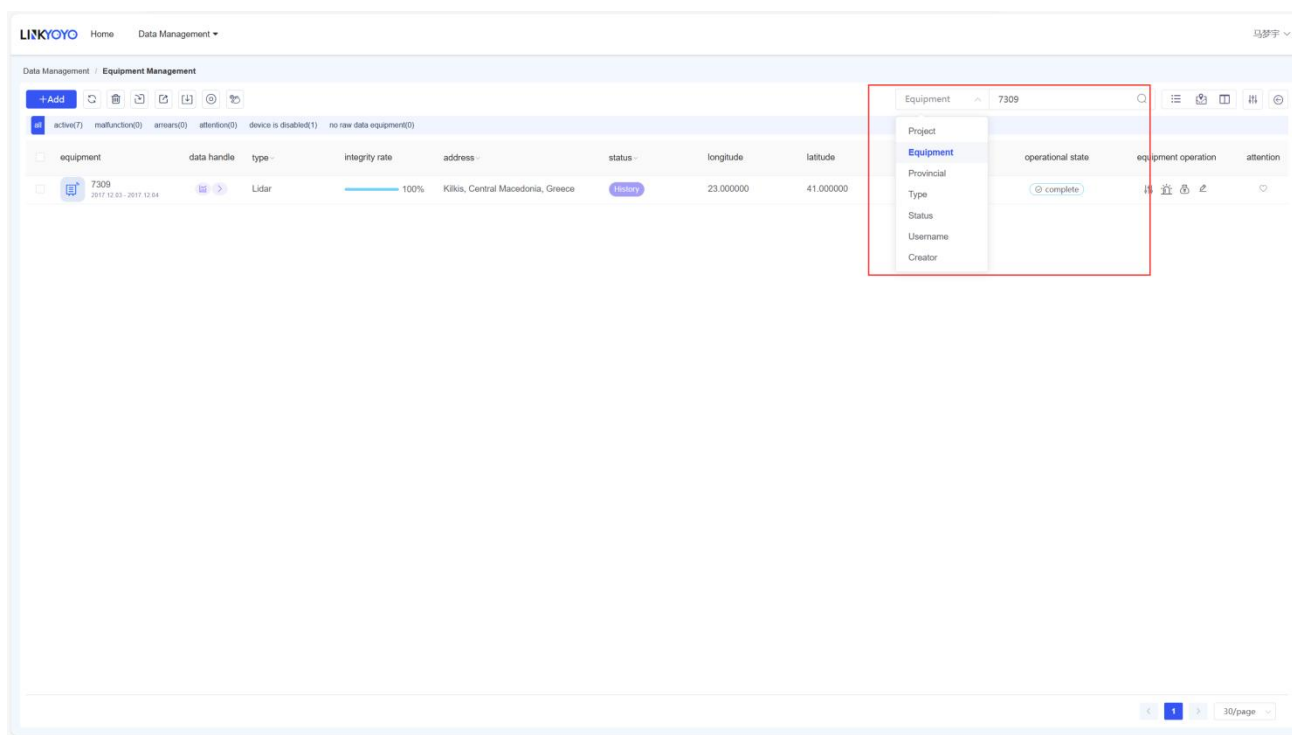 LINKYOYO Home Data Management 马梦宇
Data Management / Equipment Management
+Add Equipment 7309
all active(7) malfunction(0) arrears(0) attention(0) device is disabled(1) no raw data equipment(0)
Project
equipment data handle type integrity rate address status longitude latitude Equipment operational state equipment operation attention
Provincial
7309 Lidar 100% Kilkis, Central Macedonia, Greece History 23.000000 41.000000 Type complete
2017.12.03 - 2017.12.04
Status
Username
Creator
1 30/page